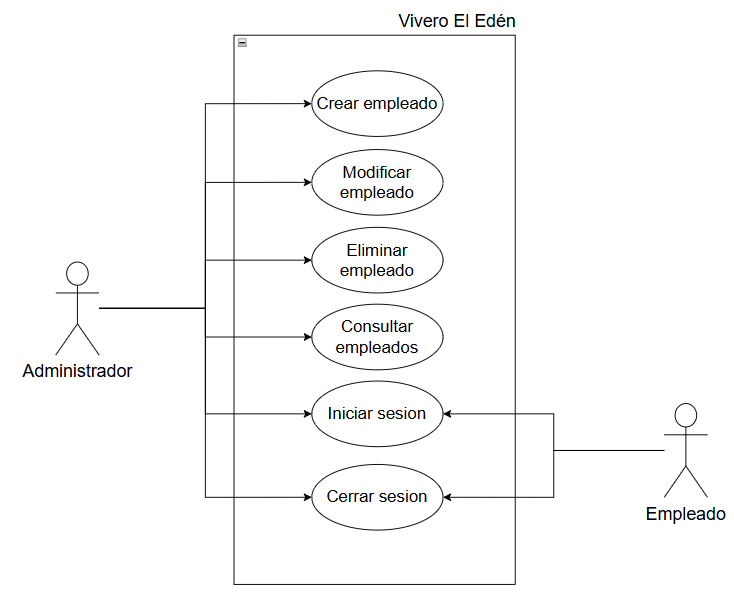 Vivero El Edén
Crear empleado
Modificar
empleado
Eliminar
empleado
Consultar
empleados
Iniciar sesion
Cerrar sesion
Administrador
Empleado